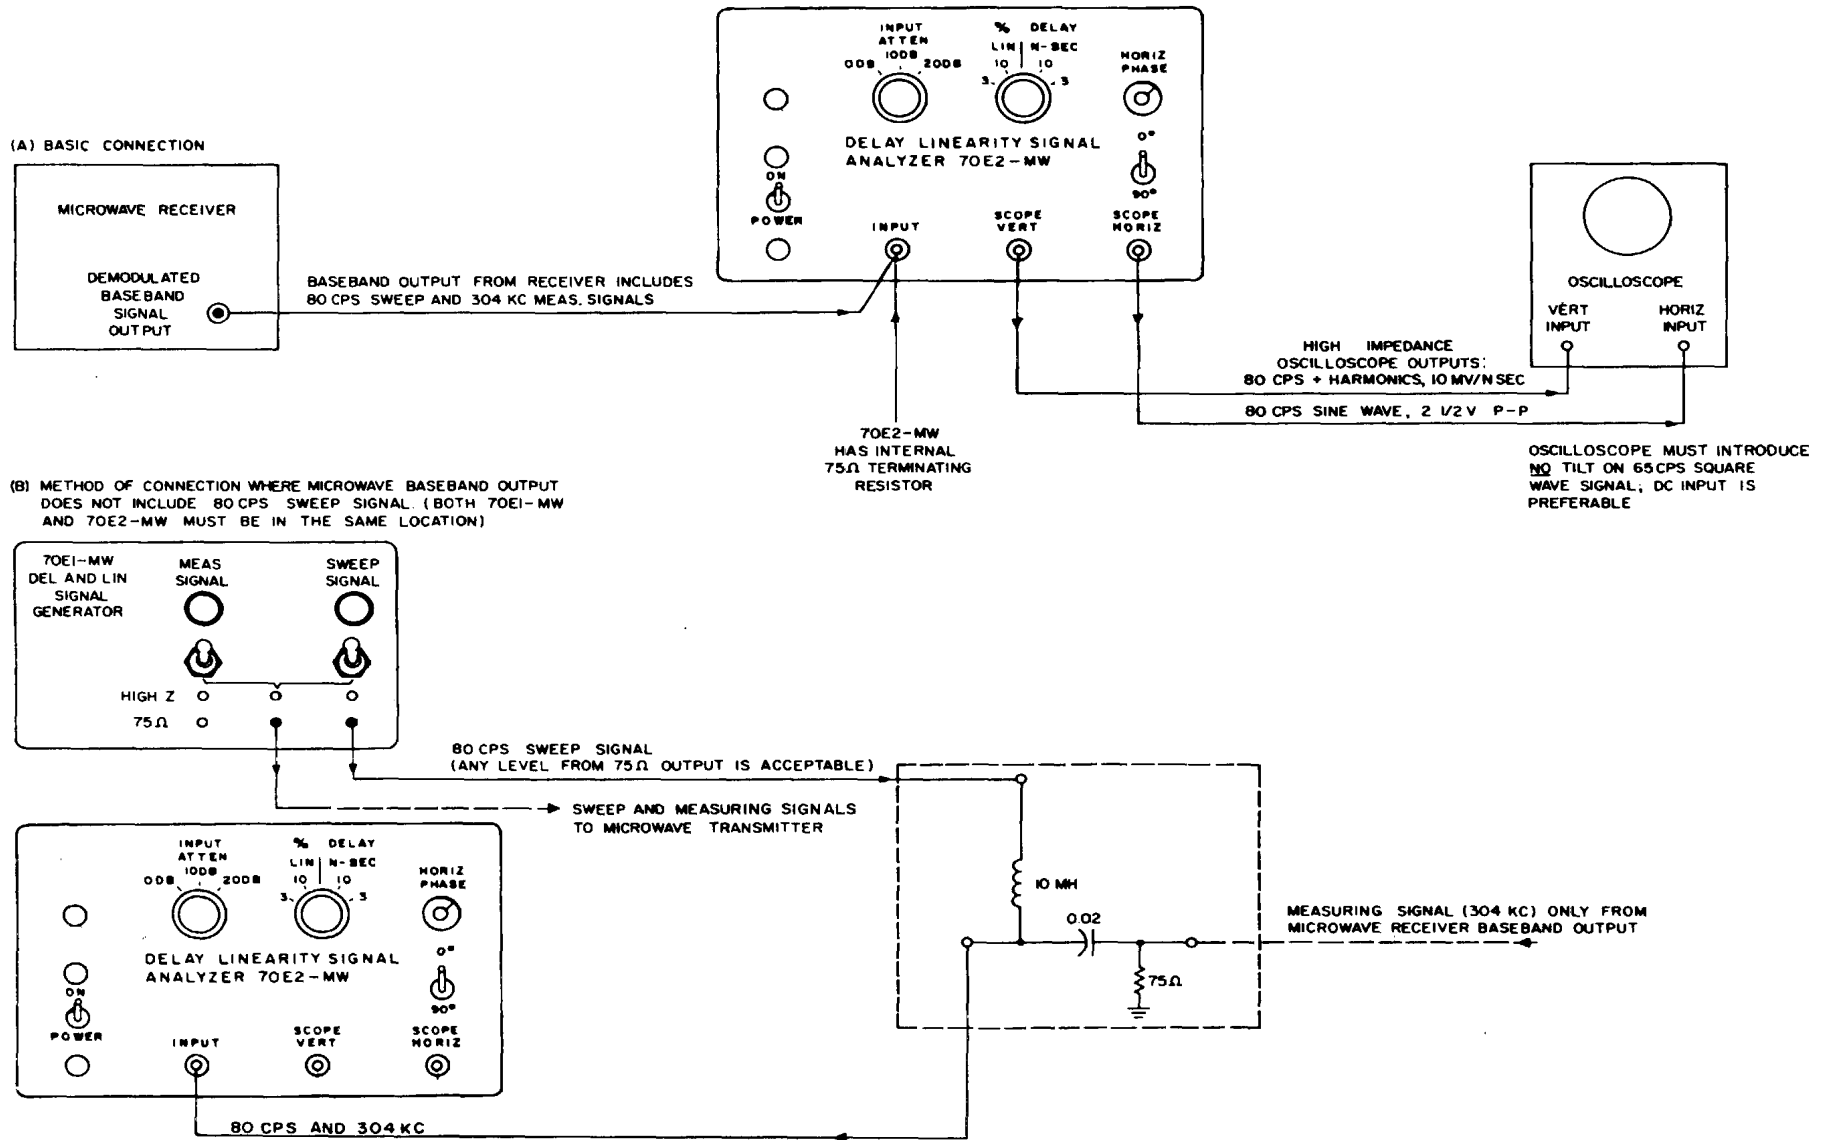 (A) BASIC CONNECTION
MICROWAVE RECEIVER
DEMODULATED
BASEBAND
SIGNAL
OUTPUT
BASEBAND OUTPUT FROM RECEIVER INCLUDES
80 CPS SWEEP AND 304 KC MEAS. SIGNALS
INPUT
ATTEN
0DB 10DB 20DB
% DELAY
LIN | N-SEC
3 10 10 3
HORIZ
PHASE
0°
90°
DELAY LINEARITY SIGNAL
ANALYZER 70E2-MW
ON
POWER
INPUT
SCOPE
VERT
SCOPE
HORIZ
70E2-MW
HAS INTERNAL
75Ω TERMINATING
RESISTOR
OSCILLOSCOPE
VERT
INPUT
HORIZ
INPUT
HIGH IMPEDANCE
OSCILLOSCOPE OUTPUTS:
80 CPS + HARMONICS, 10 MV/N SEC
80 CPS SINE WAVE, 2 1/2 V P-P
OSCILLOSCOPE MUST INTRODUCE
NO TILT ON 65 CPS SQUARE
WAVE SIGNAL; DC INPUT IS
PREFERABLE
(B) METHOD OF CONNECTION WHERE MICROWAVE BASEBAND OUTPUT
DOES NOT INCLUDE 80 CPS SWEEP SIGNAL. (BOTH 70E1-MW
AND 70E2-MW MUST BE IN THE SAME LOCATION)
70E1-MW
DEL AND LIN
SIGNAL
GENERATOR
MEAS
SIGNAL
SWEEP
SIGNAL
HIGH Z
75Ω
80 CPS SWEEP SIGNAL
(ANY LEVEL FROM 75Ω OUTPUT IS ACCEPTABLE)
SWEEP AND MEASURING SIGNALS
TO MICROWAVE TRANSMITTER
10 MH
0.02
75Ω
MEASURING SIGNAL (304 KC) ONLY FROM
MICROWAVE RECEIVER BASEBAND OUTPUT
INPUT
ATTEN
0DB 10DB 20DB
% DELAY
LIN | N-SEC
3 10 10 3
HORIZ
PHASE
0°
90°
DELAY LINEARITY SIGNAL
ANALYZER 70E2-MW
ON
POWER
INPUT
SCOPE
VERT
SCOPE
HORIZ
80 CPS AND 304 KC